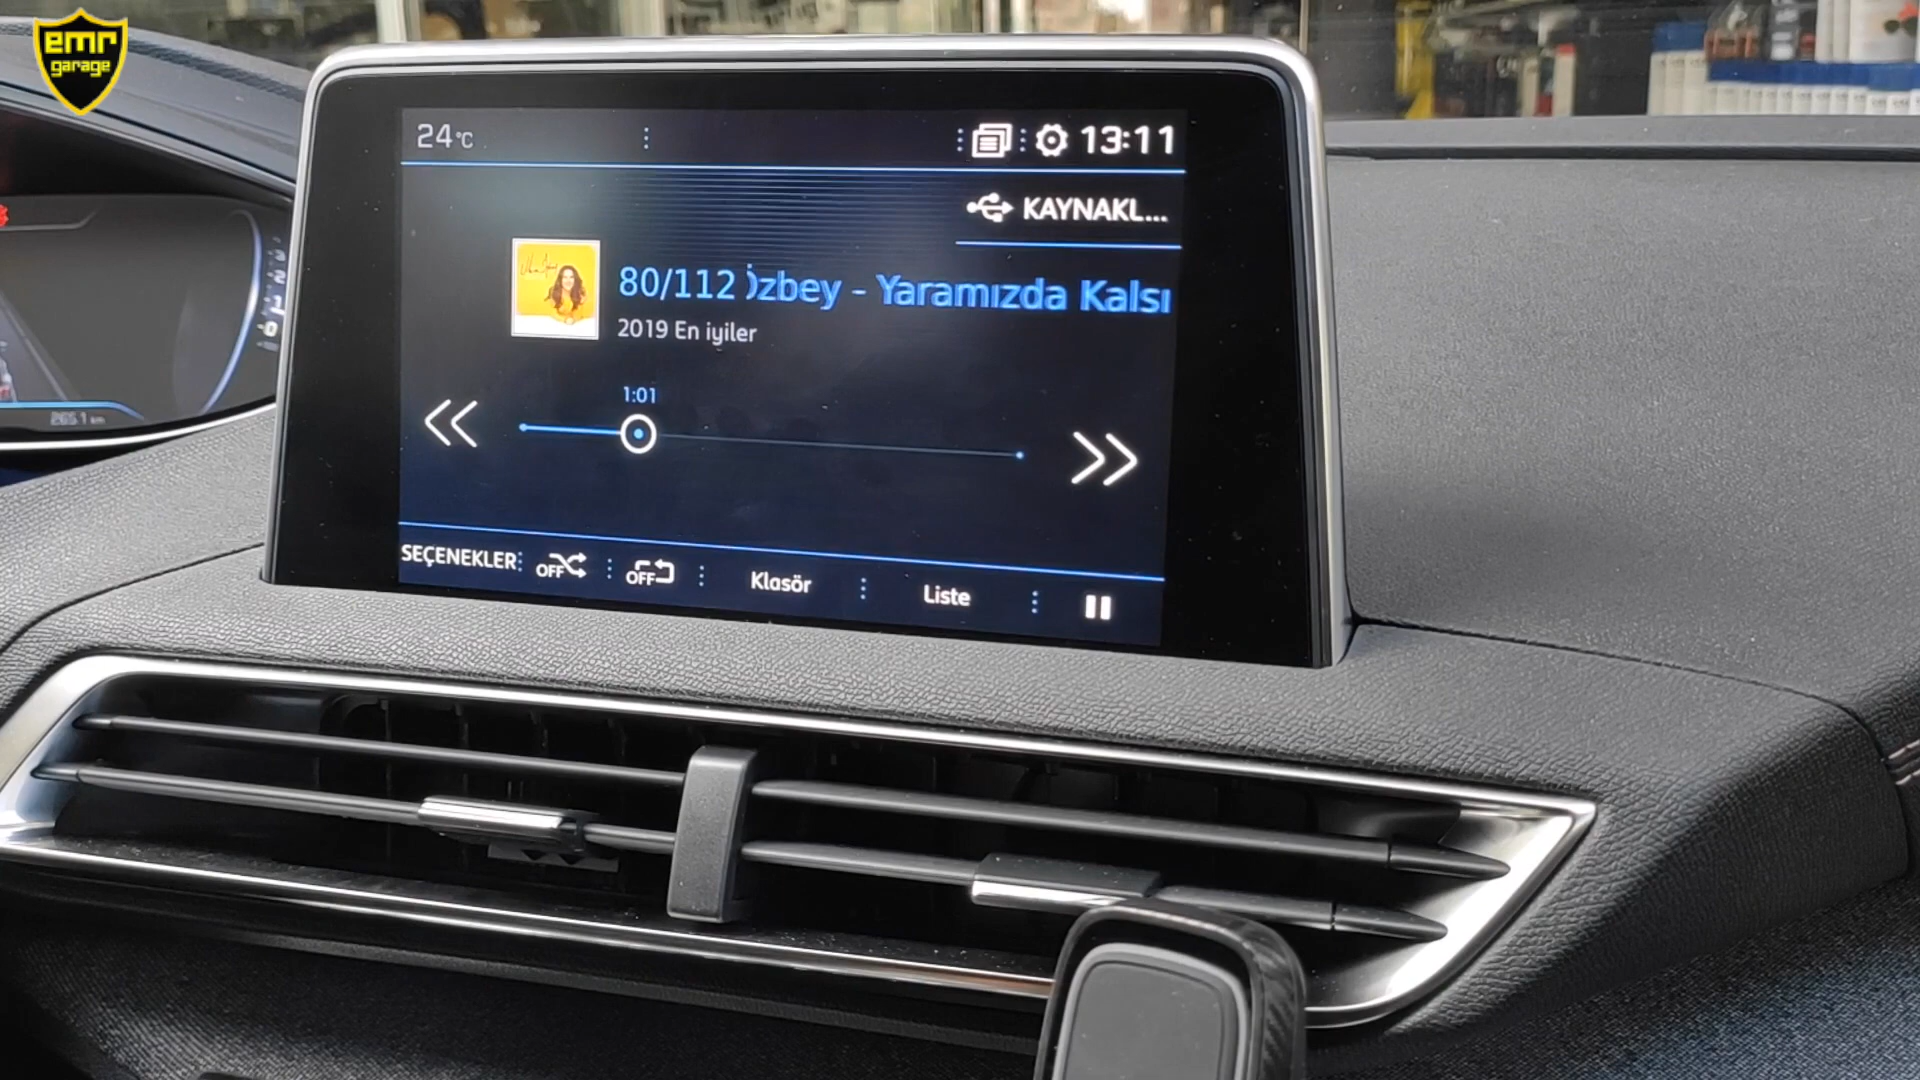 emr
garage
24°C
13:11
KAYNAKL...
80/112 Özbey - Yaramızda Kalsı
2019 En iyiler
1:01
SEÇENEKLER
OFF
OFF
Klasör
Liste